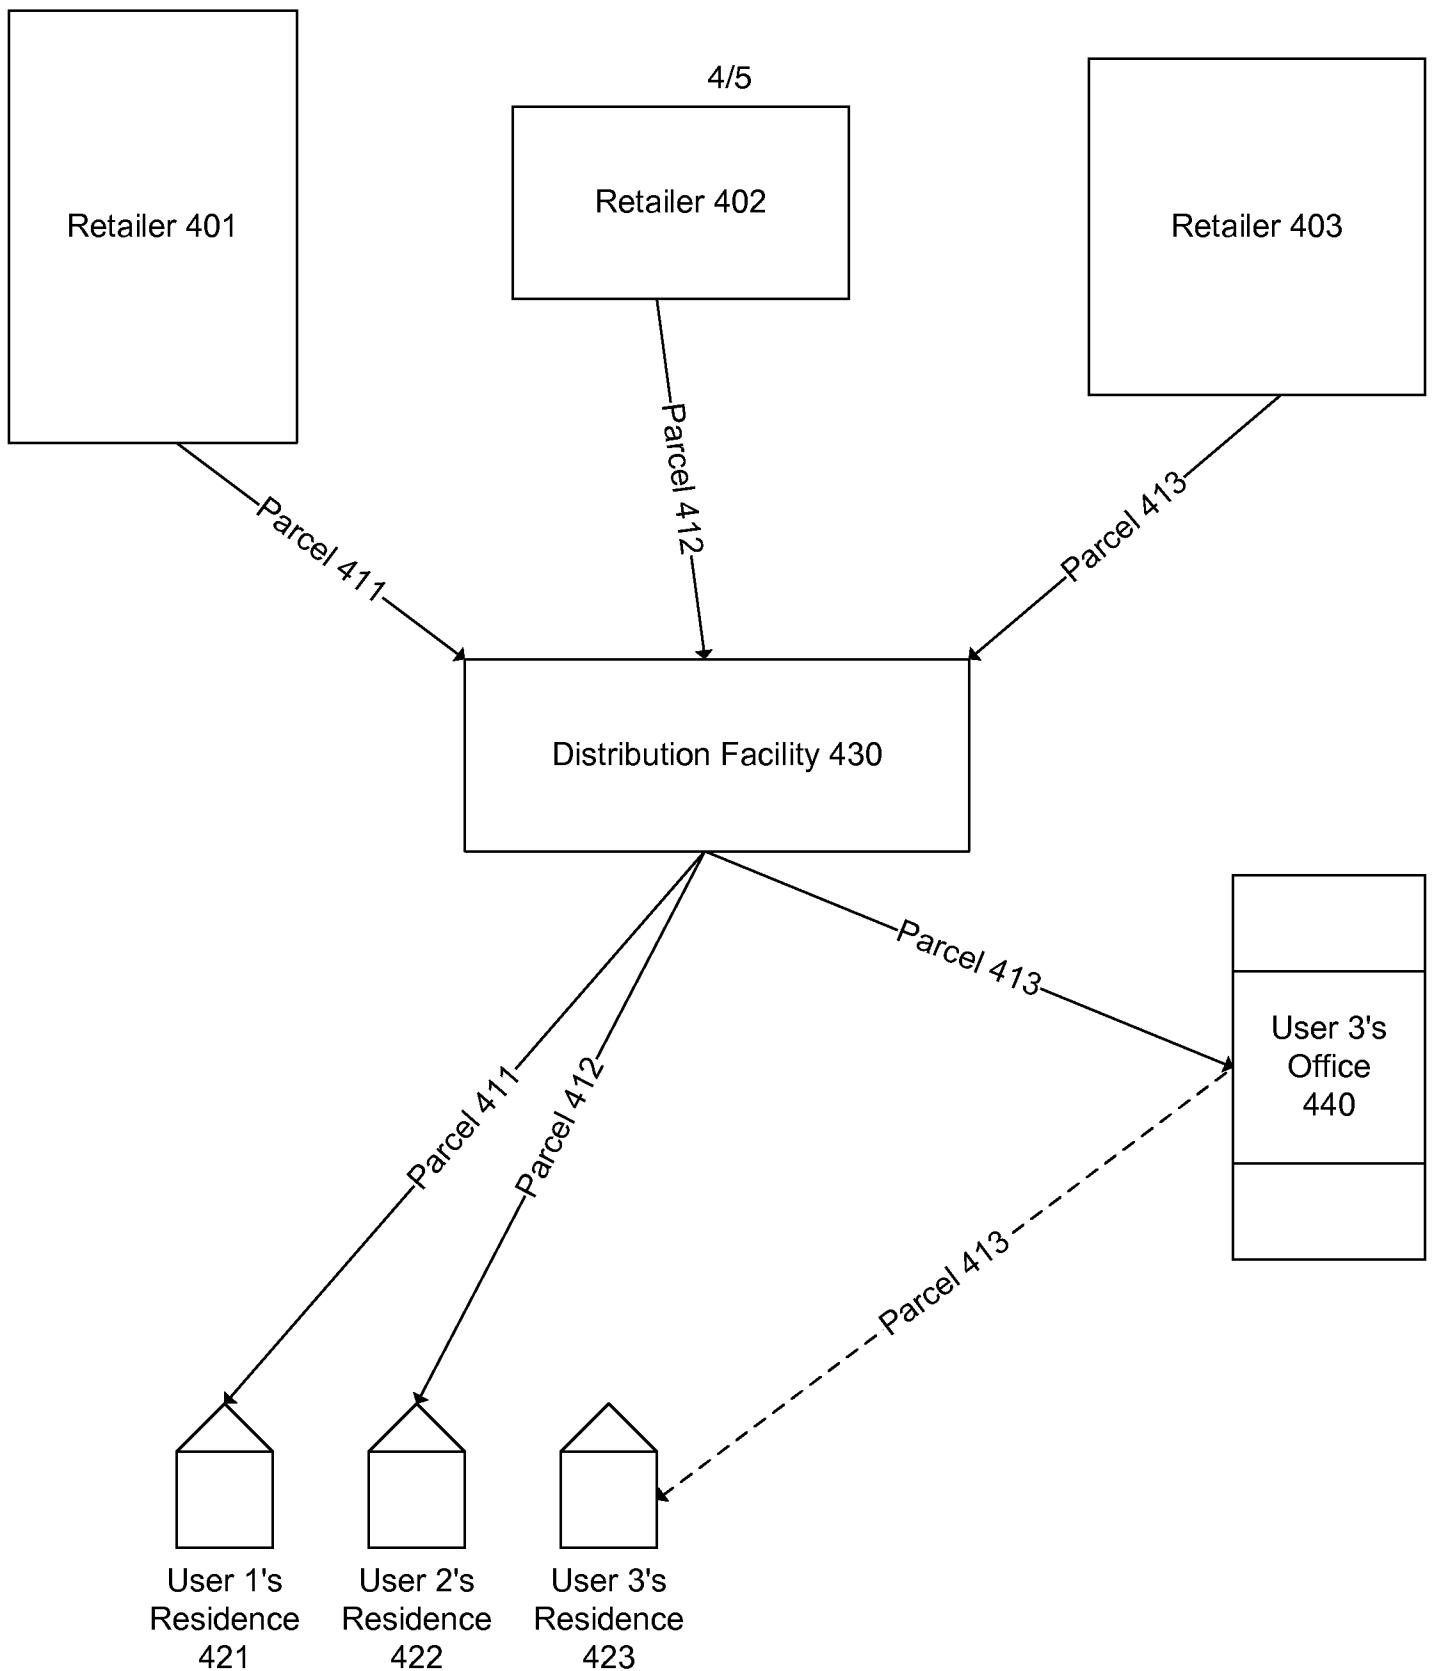 4/5
Retailer 401
Retailer 402
Retailer 403
Parcel 411
Parcel 412
Parcel 413
Distribution Facility 430
Parcel 413
User 3's
Office
440
Parcel 411
Parcel 412
Parcel 413
User 1's
Residence
421
User 2's
Residence
422
User 3's
Residence
423